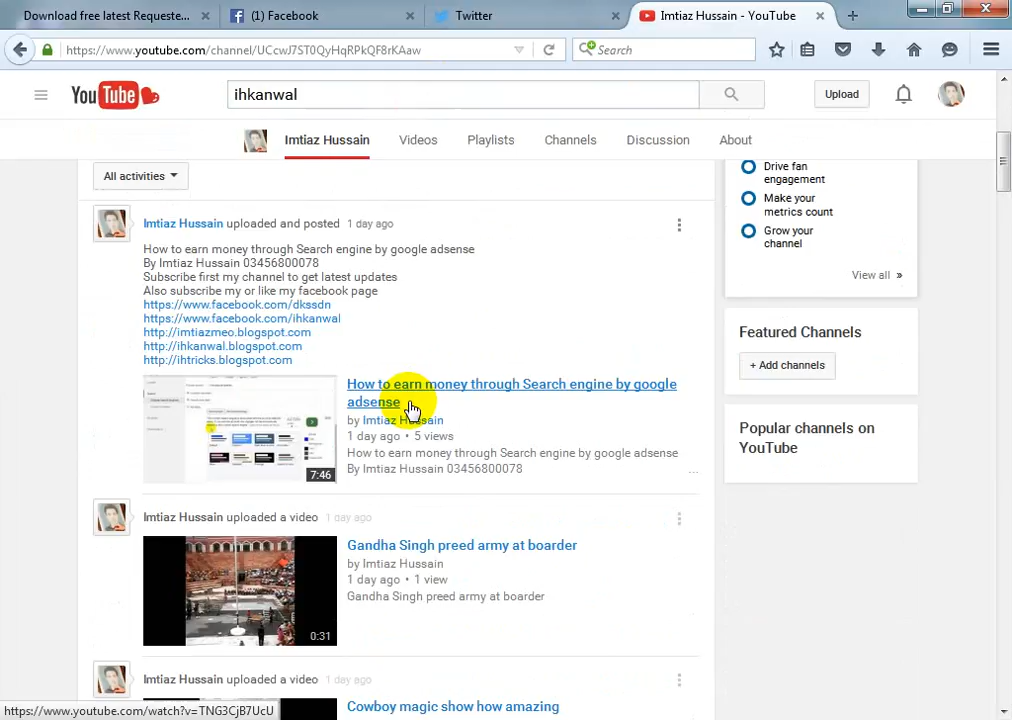 Download free latest Requeste...
(1) Facebook
Twitter
Imtiaz Hussain - YouTube
https://www.youtube.com/channel/UCcwJ7ST0QyHqRPkQF8rKAaw
Search
YouTube
ihkanwal
Upload
Imtiaz Hussain
Videos
Playlists
Channels
Discussion
About
All activities
Drive fan
engagement
Make your
metrics count
Grow your
channel
View all »
Imtiaz Hussain uploaded and posted 1 day ago
How to earn money through Search engine by google adsense
By Imtiaz Hussain 03456800078
Subscribe first my channel to get latest updates
Also subscribe my or like my facebook page
https://www.facebook.com/dkssdn
https://www.facebook.com/ihkanwal
http://imtiazmeo.blogspot.com
http://ihkanwal.blogspot.com
http://ihtricks.blogspot.com
Featured Channels
+ Add channels
Popular channels on
YouTube
7:46
How to earn money through Search engine by google
adsense
by Imtiaz Hussain
1 day ago • 5 views
How to earn money through Search engine by google adsense
By Imtiaz Hussain 03456800078
...
Imtiaz Hussain uploaded a video 1 day ago
0:31
Gandha Singh preed army at boarder
by Imtiaz Hussain
1 day ago • 1 view
Gandha Singh preed army at boarder
Imtiaz Hussain uploaded a video 1 day ago
Cowboy magic show how amazing
https://www.youtube.com/watch?v=TNG3CjB7UcU